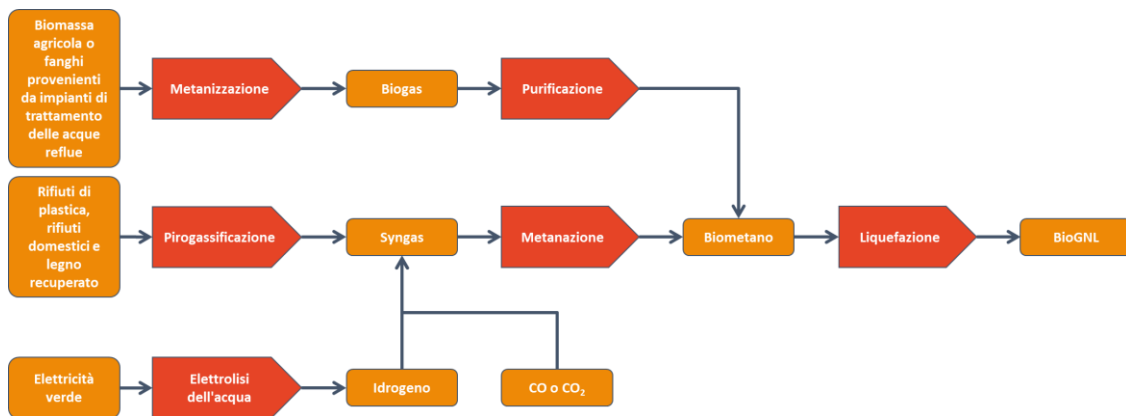 Biomassa
agricola o
fanghi
provenienti
da impianti di
trattamento
delle acque
reflue
Metanizzazione
Biogas
Purificazione
Rifiuti di
plastica,
rifiuti
domestici e
legno
recuperato
Pirogassificazione
Syngas
Metanazione
Biometano
Liquefazione
BioGNL
Elettricità
verde
Elettrolisi
dell'acqua
Idrogeno
CO o CO₂